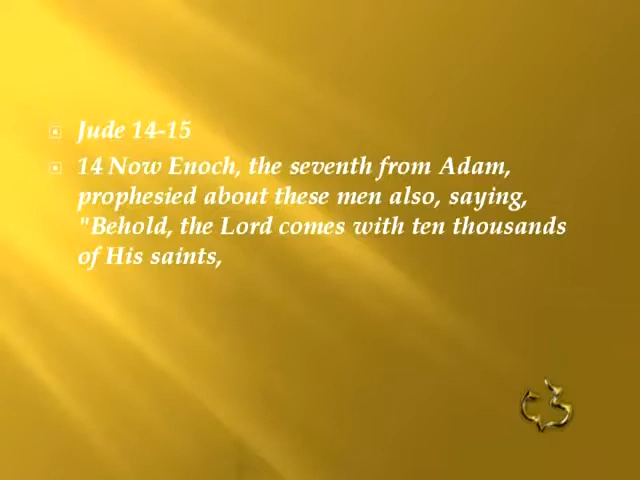 Jude 14-15
14 Now Enoch, the seventh from Adam,
prophesied about these men also, saying,
"Behold, the Lord comes with ten thousands
of His saints,